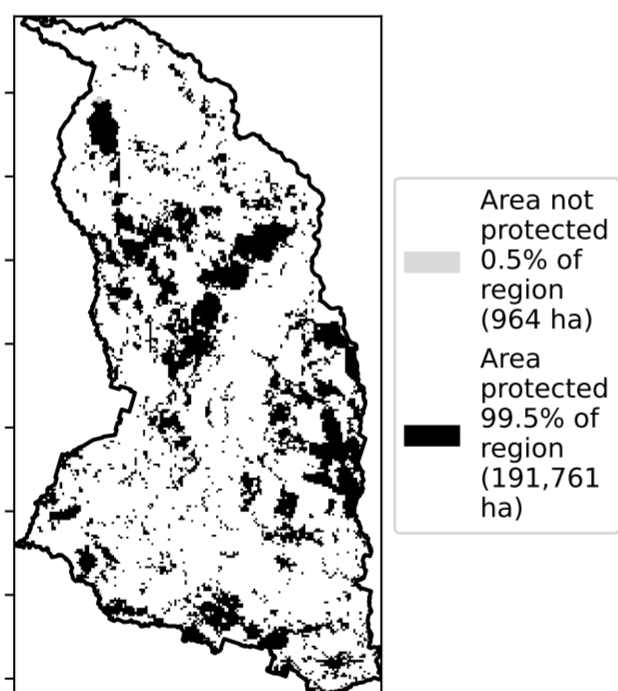 Area not
protected
0.5% of
region
(964 ha)
Area
protected
99.5% of
region
(191,761
ha)